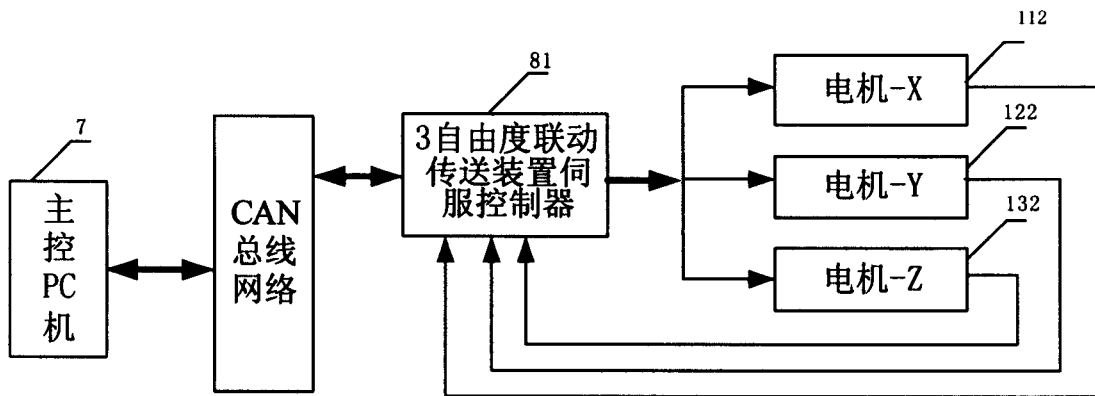 7
主
控
PC
机
CAN
总线
网络
81
3自由度联动
传送装置伺
服控制器
112
电机-X
122
电机-Y
132
电机-Z